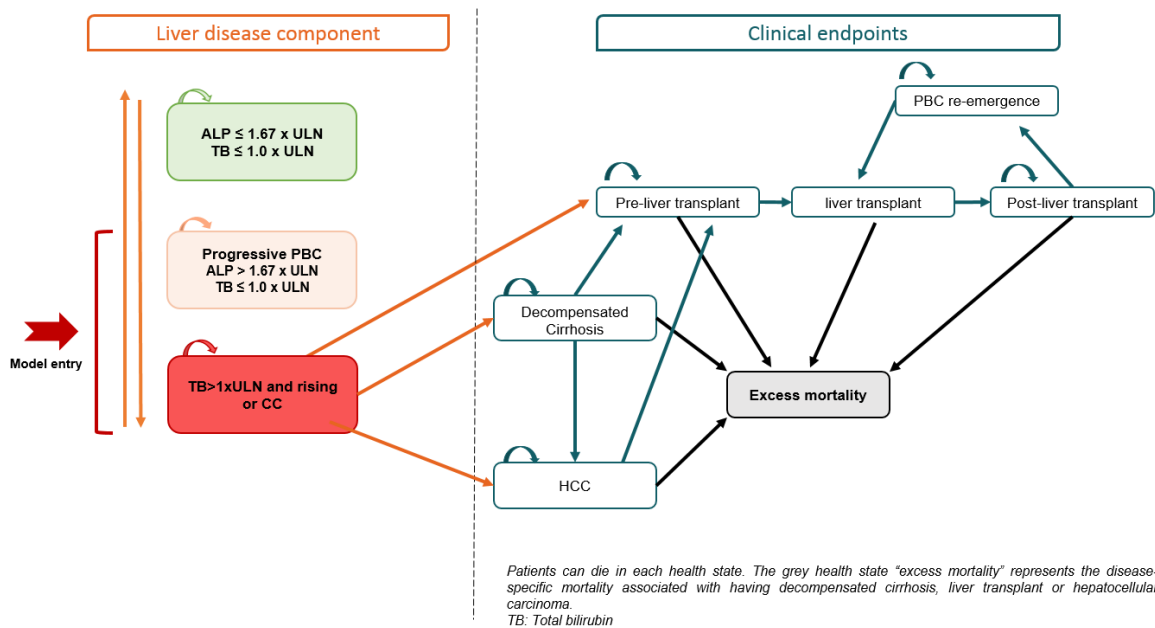 Liver disease component
Clinical endpoints
ALP ≤ 1.67 x ULN
TB ≤ 1.0 x ULN
PBC re-emergence
Pre-liver transplant
liver transplant
Post-liver transplant
Progressive PBC
ALP > 1.67 x ULN
TB ≤ 1.0 x ULN
Decompensated
Cirrhosis
Model entry
TB>1xULN and rising
or CC
Excess mortality
HCC
Patients can die in each health state. The grey health state “excess mortality” represents the disease-
specific mortality associated with having decompensated cirrhosis, liver transplant or hepatocellular
carcinoma.
TB: Total bilirubin